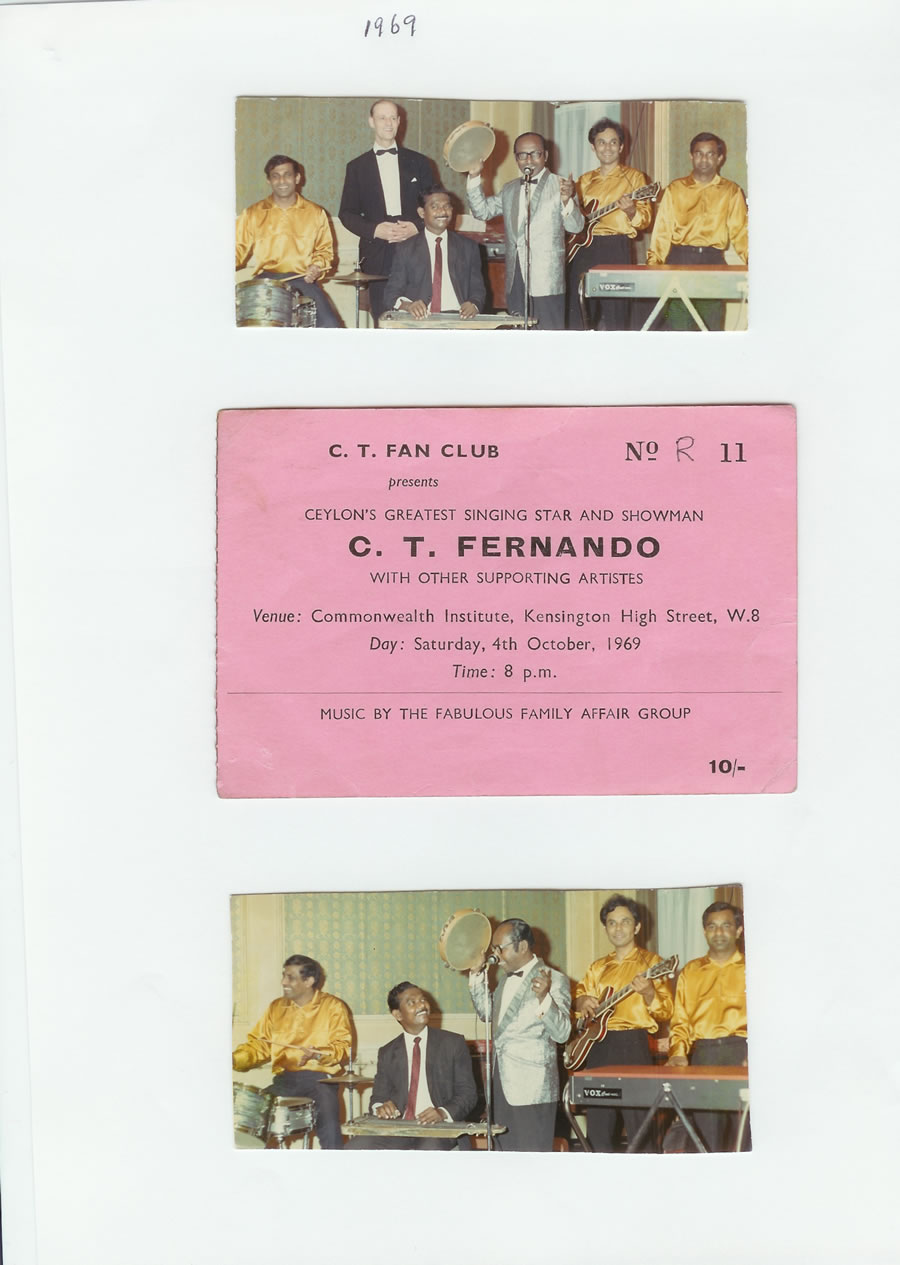 1969
VOX
C. T. FAN CLUB
Nº R 11
presents
CEYLON'S GREATEST SINGING STAR AND SHOWMAN
C. T. FERNANDO
WITH OTHER SUPPORTING ARTISTES
Venue: Commonwealth Institute, Kensington High Street, W.8
Day: Saturday, 4th October, 1969
Time: 8 p.m.
MUSIC BY THE FABULOUS FAMILY AFFAIR GROUP
10/-
VOX